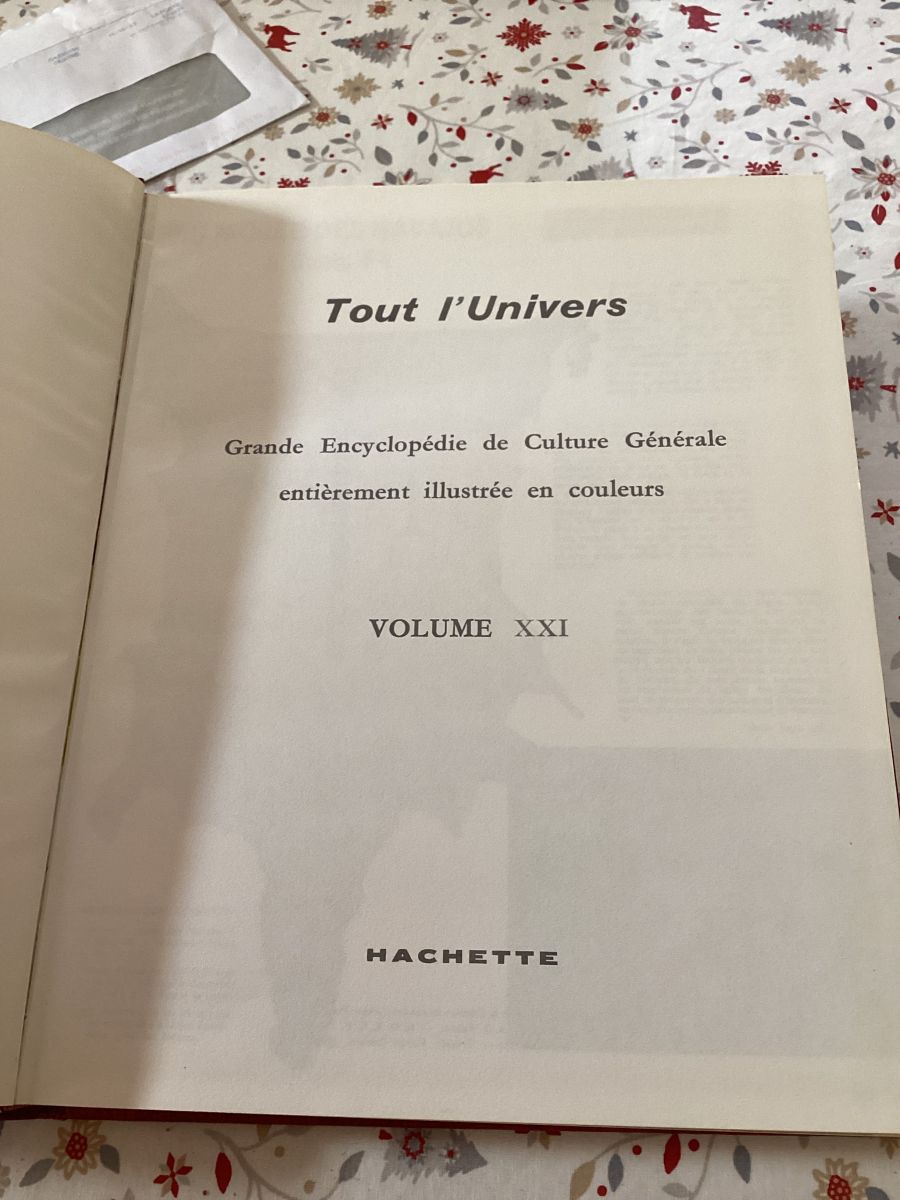 Tout l'Univers
Grande Encyclopédie de Culture Générale
entièrement illustrée en couleurs
VOLUME XXI
HACHETTE